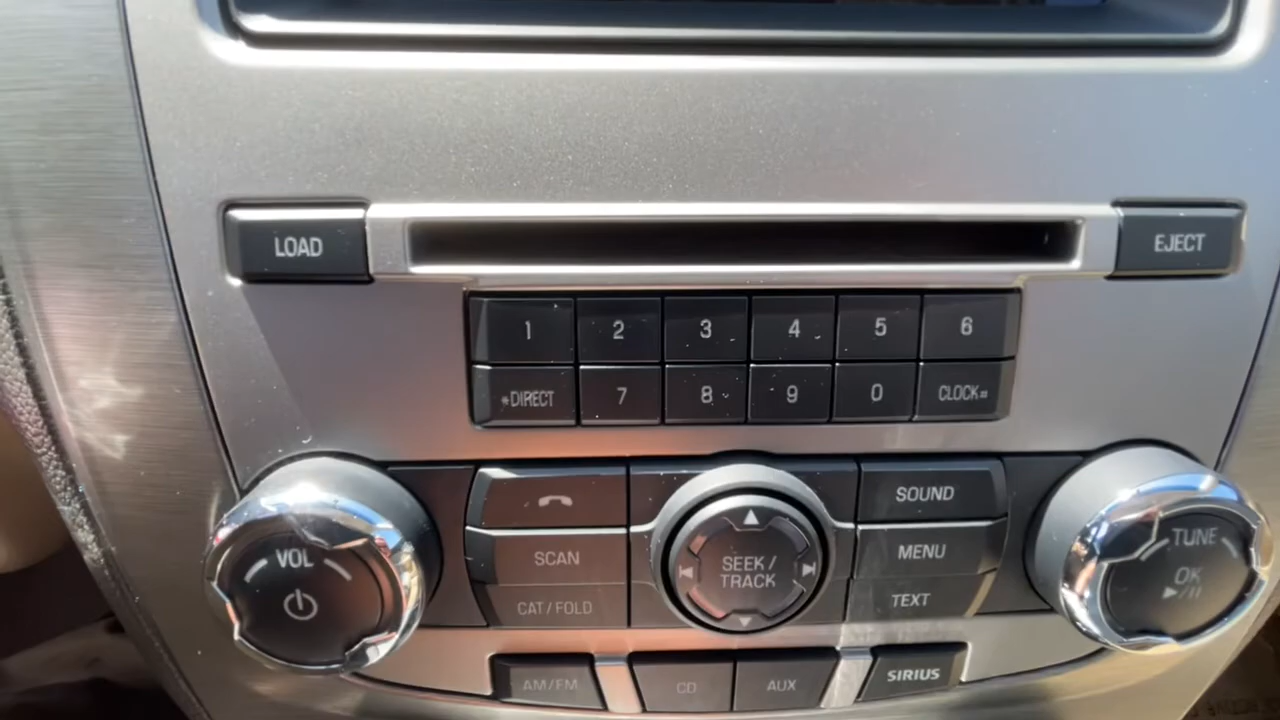 LOAD
EJECT
1 2 3 4 5 6
*DIRECT 7 8 9 0 CLOCK#
SOUND
VOL
SCAN
SEEK / TRACK
MENU
TUNE
OK
CAT / FOLD
TEXT
AM/FM
CD
AUX
SIRIUS